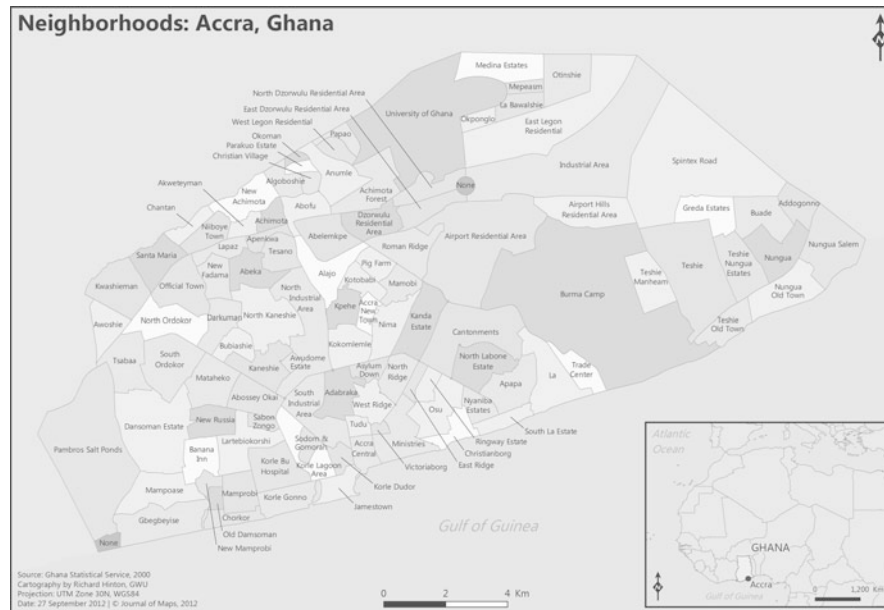 Neighborhoods: Accra, Ghana
N
Medina Estates
North Dzorwulu Residential Area
East Dzorwulu Residential Area
West Legon Residential
Okoman
Parakuo Estate
Christian Village
Akweteyman
Chantan
Papao
University of Ghana
Mepeasm
Otinshie
La Bawalshie
Okponglo
East Legon
Residential
Anumle
Algoboshie
New
Achimota
Abofu
Achimota
Forest
None
Industrial Area
Spintex Road
Niiboye
Town
Achimota
Dzorwulu
Residential
Area
Airport Hills
Residential Area
Greda Estates
Buade
Addogonno
Lapaz
Apenkwa
Abelemkpe
Tesano
Roman Ridge
Airport Residential Area
Santa Maria
New
Fadama
Abeka
Alajo
Pig Farm
Kotobabi
Mamobi
Burma Camp
Teshie
Manheam
Teshie
Teshie
Nungua
Estates
Nungua
Nungua Salem
Nungua
Old Town
Kwashieman
Official Town
North
Industrial
Area
Kpehe
Accra
New
Town
Nima
Kanda
Estate
Teshie
Old Town
Awoshie
North Ordokor
Darkuman
North Kaneshie
Bubiashie
Kokomlemle
Cantonments
Tsabaa
South
Ordokor
Kaneshie
Awudome
Estate
Asylum
Down
North
Ridge
North Labone
Estate
La
Trade
Center
Mataheko
Abossey Okai
South
Industrial
Area
Adabraka
West Ridge
Osu
Nyaniba
Estates
Apapa
Pambros Salt Ponds
Dansoman Estate
New Russia
Sabon
Zongo
Sodom &
Gomorah
Tudu
Accra
Central
Ministries
South La Estate
Ringway Estate
Christianborg
East Ridge
Victoriaborg
Banana
Inn
Lartebiokorshi
Korle Bu
Hospital
Korle Lagoon
Area
Korle Dudor
Jamestown
Mampoase
Mamprobi
Korle Gonno
Gbegbeyise
Chorkor
Old Damsoman
New Mamprobi
None
Gulf of Guinea
Source: Ghana Statistical Service, 2000
Cartography by Richard Hinton, GWU
Projection: UTM Zone 30N, WGS84
Date: 27 September 2012 | © Journal of Maps, 2012
0 2 4 Km
Atlantic
Ocean
GHANA
Accra
Gulf of Guinea
N
0 1,200 Km